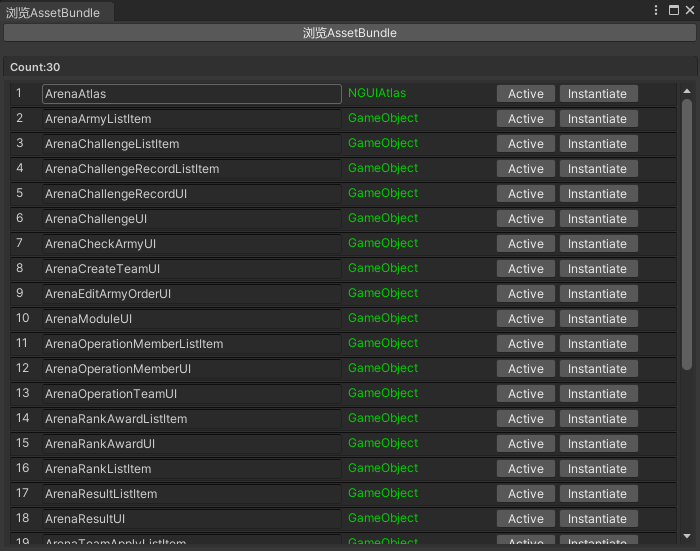 浏览AssetBundle
浏览AssetBundle
Count:30
1 ArenaAtlas NGUIAtlas Active Instantiate
2 ArenaArmyListItem GameObject Active Instantiate
3 ArenaChallengeListItem GameObject Active Instantiate
4 ArenaChallengeRecordListItem GameObject Active Instantiate
5 ArenaChallengeRecordUI GameObject Active Instantiate
6 ArenaChallengeUI GameObject Active Instantiate
7 ArenaCheckArmyUI GameObject Active Instantiate
8 ArenaCreateTeamUI GameObject Active Instantiate
9 ArenaEditArmyOrderUI GameObject Active Instantiate
10 ArenaModuleUI GameObject Active Instantiate
11 ArenaOperationMemberListItem GameObject Active Instantiate
12 ArenaOperationMemberUI GameObject Active Instantiate
13 ArenaOperationTeamUI GameObject Active Instantiate
14 ArenaRankAwardListItem GameObject Active Instantiate
15 ArenaRankAwardUI GameObject Active Instantiate
16 ArenaRankListItem GameObject Active Instantiate
17 ArenaResultListItem GameObject Active Instantiate
18 ArenaResultUI GameObject Active Instantiate
19 ArenaTeamApplyListItem GameObject Active Instantiate